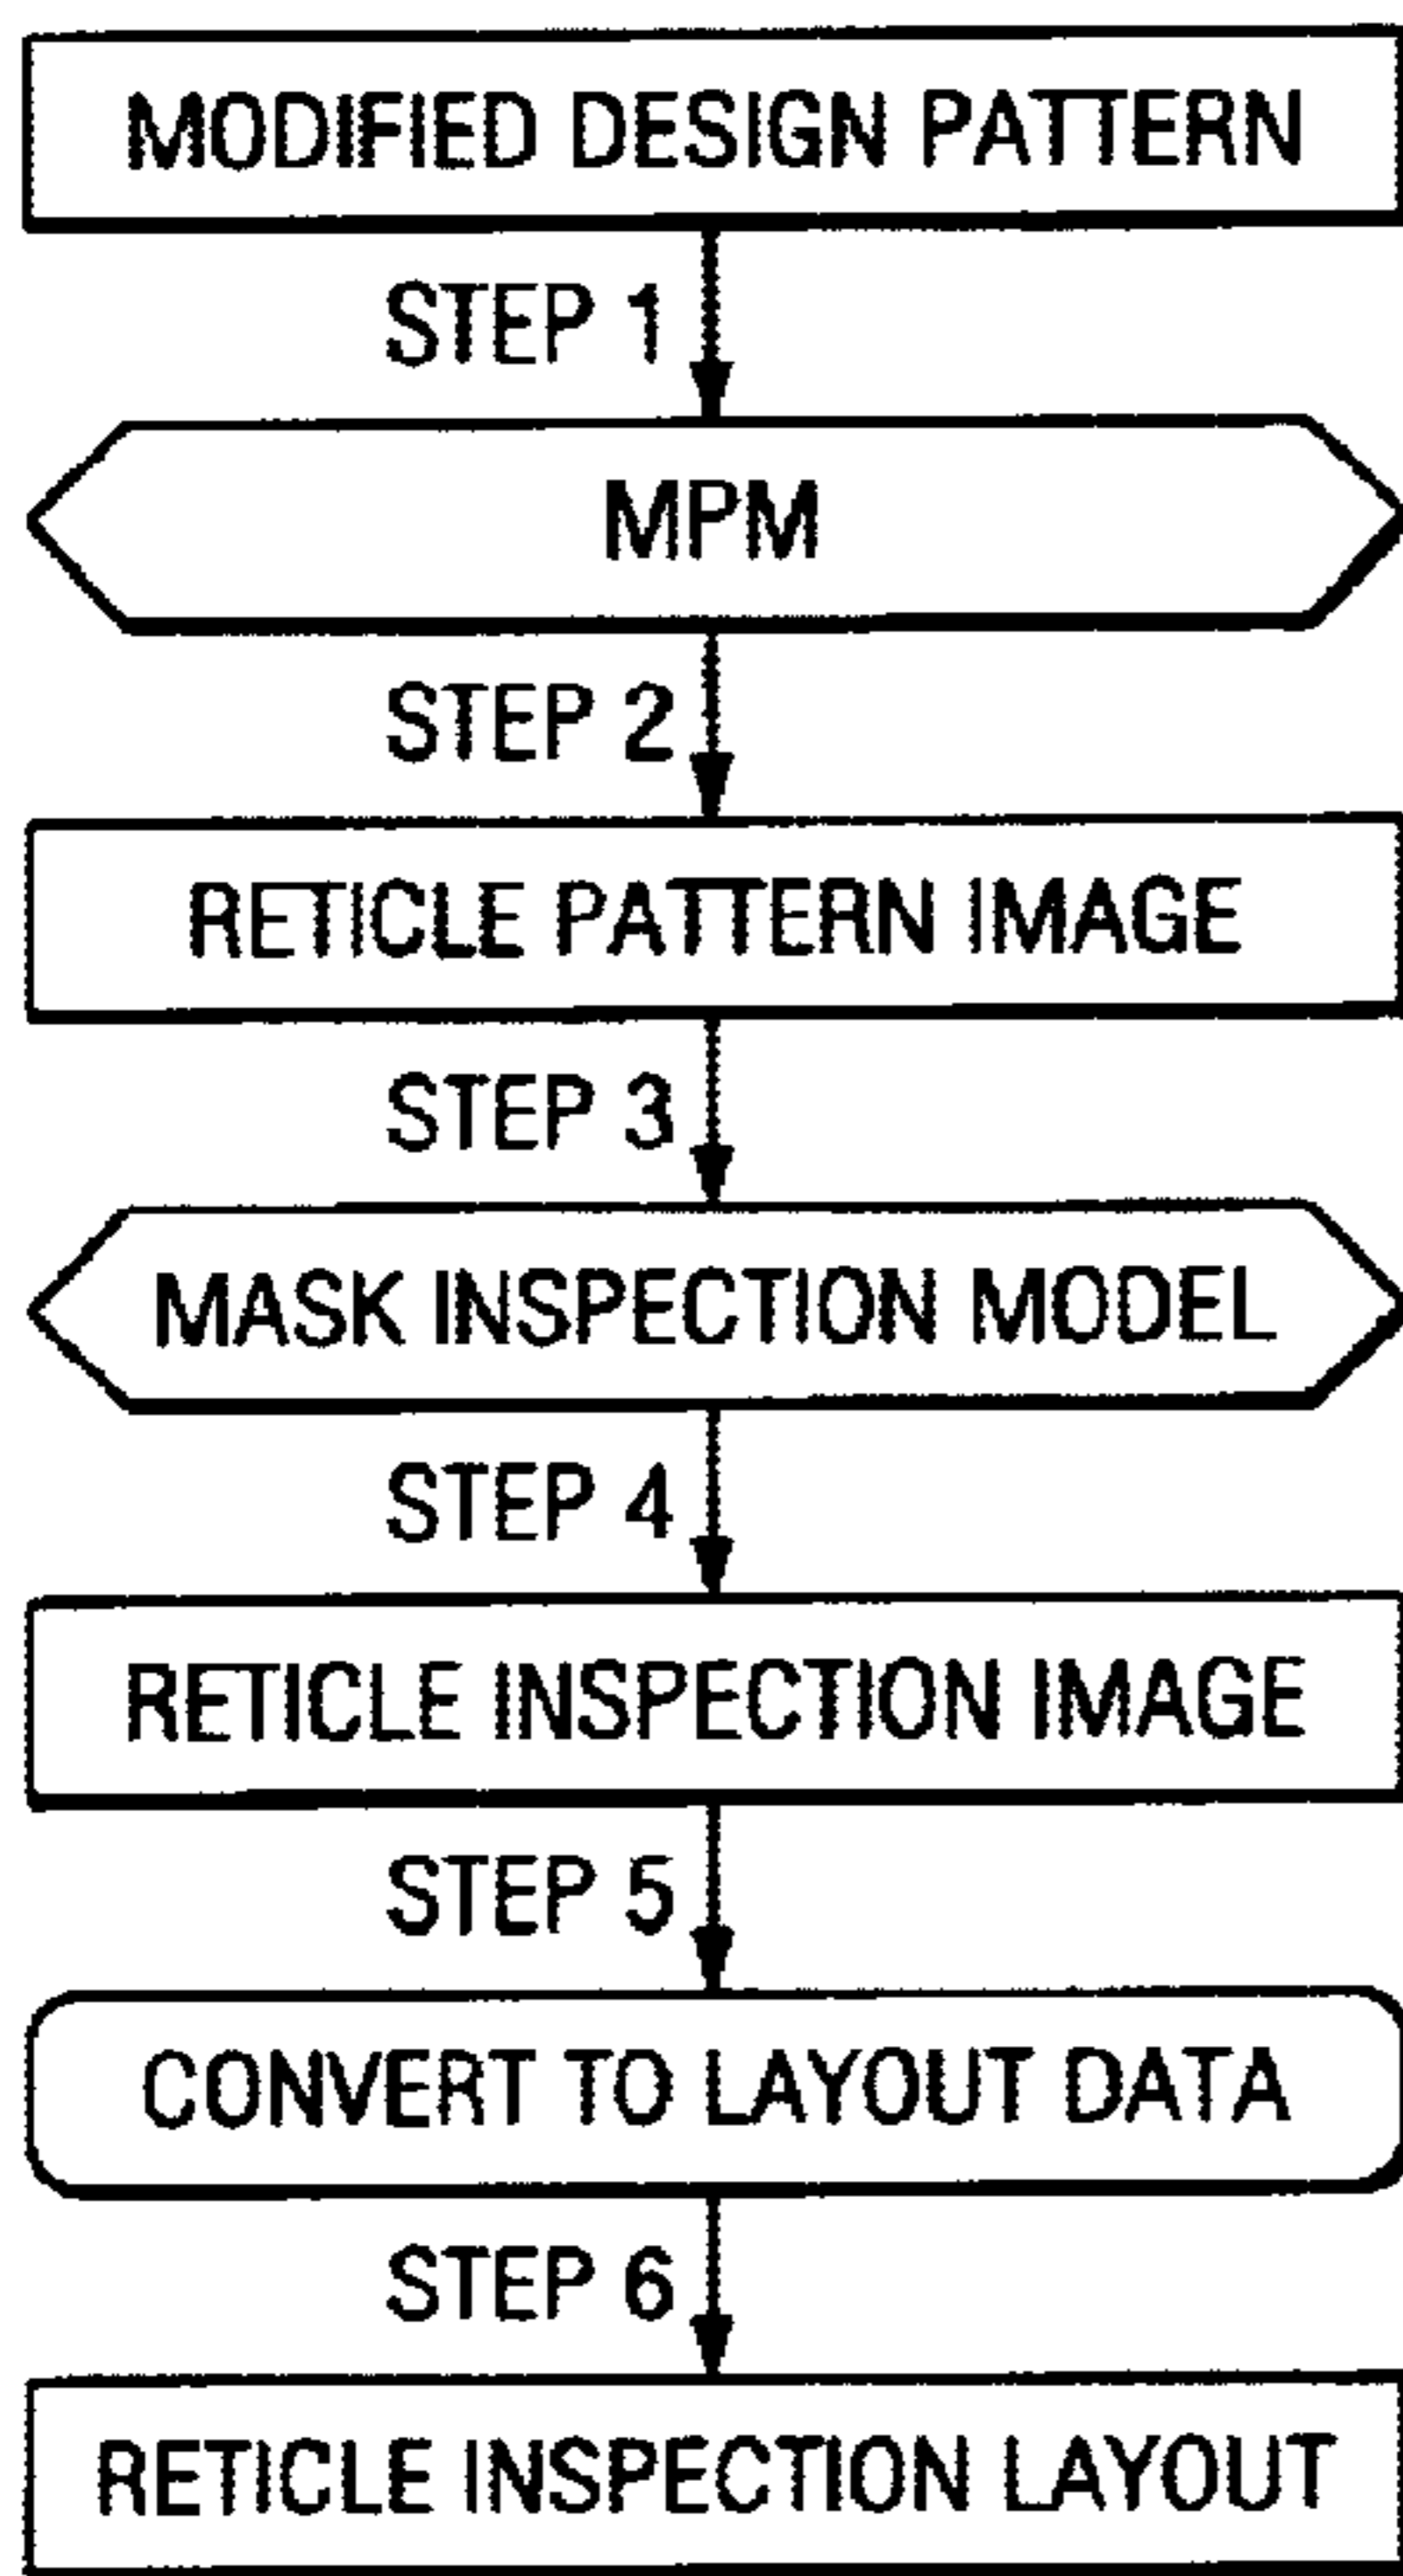 MODIFIED DESIGN PATTERN
STEP 1
MPM
STEP 2
RETICLE PATTERN IMAGE
STEP 3
MASK INSPECTION MODEL
STEP 4
RETICLE INSPECTION IMAGE
STEP 5
CONVERT TO LAYOUT DATA
STEP 6
RETICLE INSPECTION LAYOUT